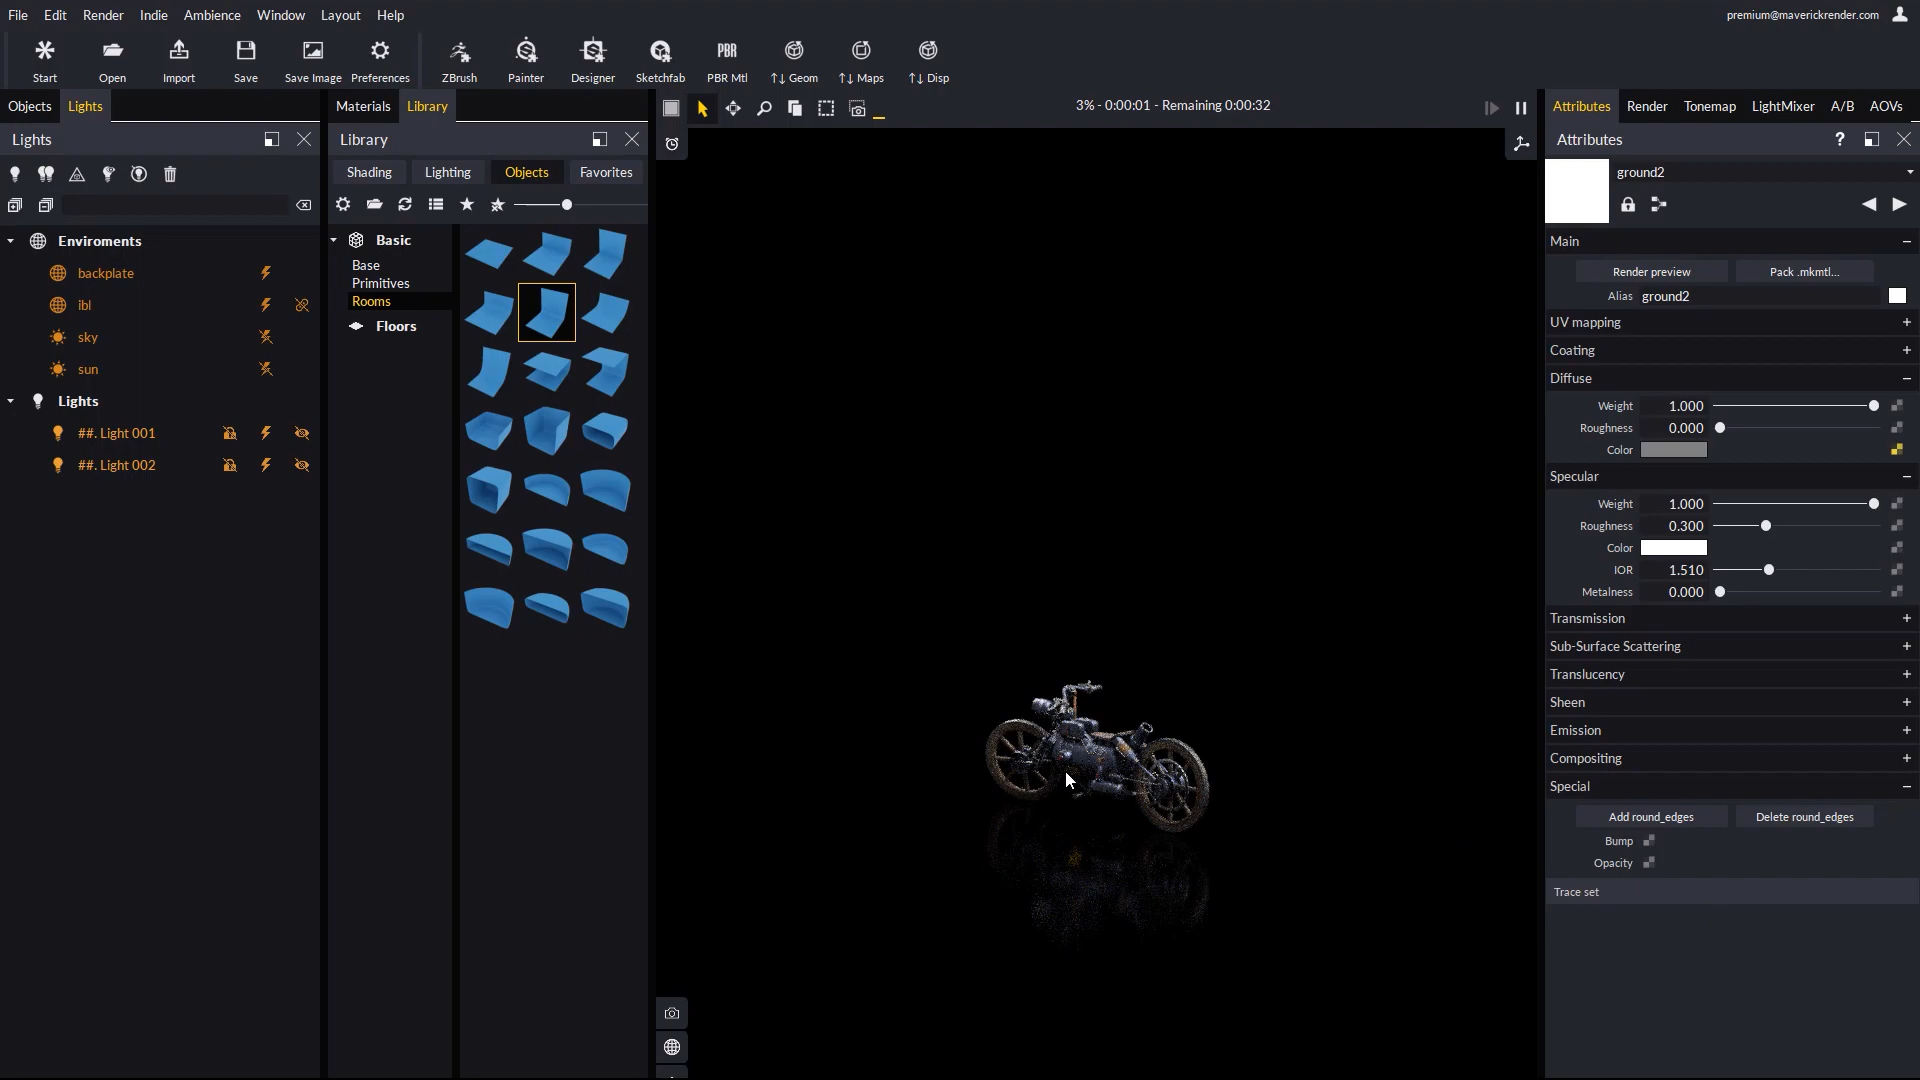 File Edit Render Indie Ambience Window Layout Help premium@maverickrender.com
Start Open Import Save Save Image Preferences ZBrush Painter Designer Sketchfab PBR PBR Mtl ↑↓ Geom ↑↓ Maps ↑↓ Disp
Objects Lights Materials Library 3% - 0:00:01 - Remaining 0:00:32 Attributes Render Tonemap LightMixer A/B AOVs
Lights Library Attributes ?
Shading Lighting Objects Favorites ground2
Enviroments
backplate
ibl
sky
sun
Lights
##. Light 001
##. Light 002
Basic
Base
Primitives
Rooms
Floors
Main
Render preview Pack .mkmtl...
Alias ground2
UV mapping
Coating
Diffuse
Weight 1.000
Roughness 0.000
Color
Specular
Weight 1.000
Roughness 0.300
Color
IOR 1.510
Metalness 0.000
Transmission
Sub-Surface Scattering
Translucency
Sheen
Emission
Compositing
Special
Add round_edges Delete round_edges
Bump
Opacity
Trace set